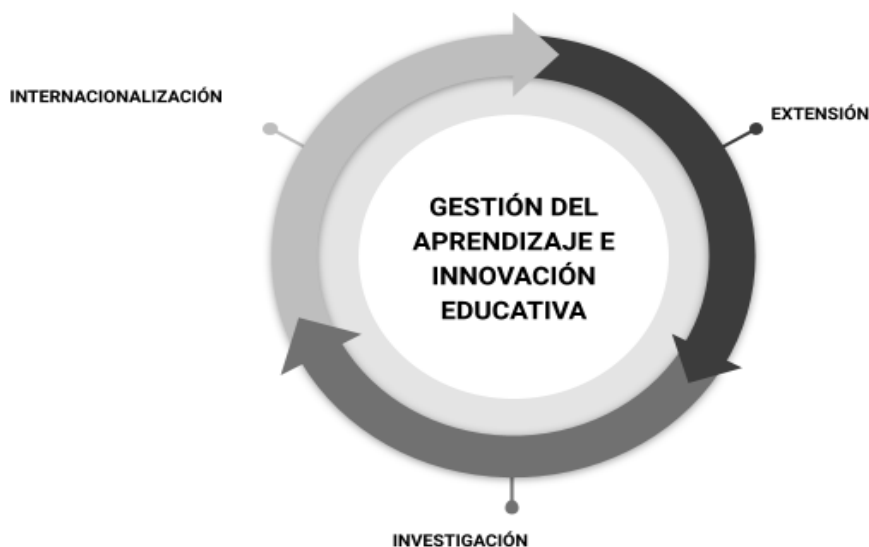 INTERNACIONALIZACIÓN
EXTENSIÓN
GESTIÓN DEL
APRENDIZAJE E
INNOVACIÓN
EDUCATIVA
INVESTIGACIÓN